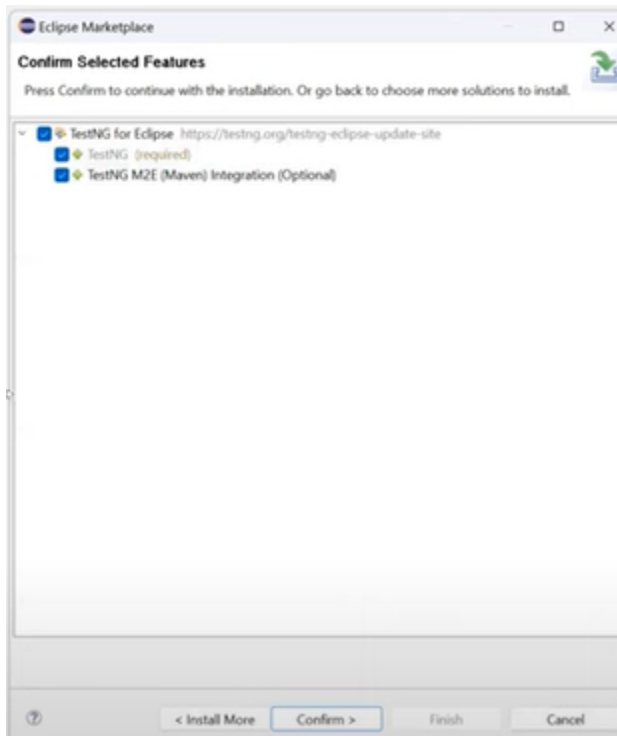 Eclipse Marketplace
Confirm Selected Features
Press Confirm to continue with the installation. Or go back to choose more solutions to install.
TestNG for Eclipse https://testng.org/testng-eclipse-update-site
TestNG (required)
TestNG M2E (Maven) Integration (Optional)
< Install More Confirm > Finish Cancel